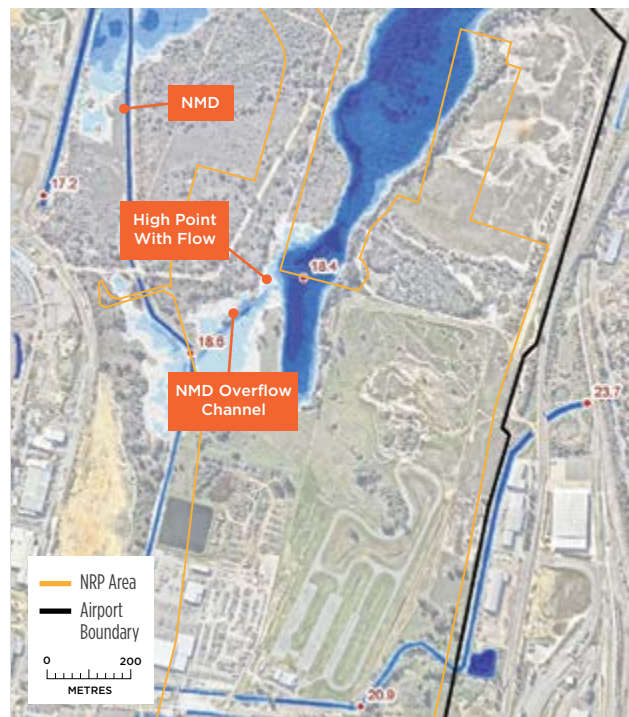 NMD
17.2
High Point
With Flow
18.4
18.6
NMD Overflow
Channel
23.7
NRP Area
Airport
Boundary
0 200
METRES
20.9